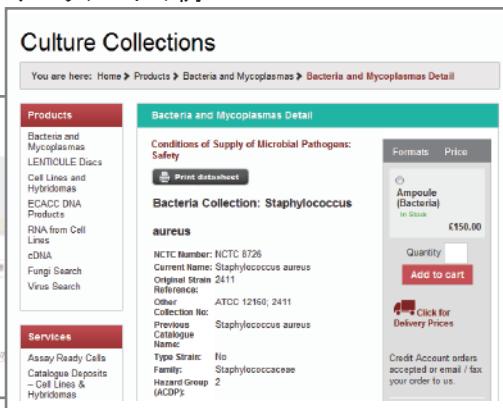 Culture Collections
You are here: Home > Products > Bacteria and Mycoplasmas > Bacteria and Mycoplasmas Detail
Products
Bacteria and
Mycoplasmas
LENTICULE Discs
Cell Lines and
Hybridomas
ECACC DNA
Products
RNA from Cell
Lines
cDNA
Fungi Search
Virus Search
Services
Assay Ready Cells
Catalogue Deposits
– Cell Lines &
Hybridomas
Bacteria and Mycoplasmas Detail
Conditions of Supply of Microbial Pathogens:
Safety
Print datasheet
Bacteria Collection: Staphylococcus
aureus
NCTC Number: NCTC 8726
Current Name: Staphylococcus aureus
Original Strain 2411
Reference:
Other ATCC 12160; 2411
Collection No:
Previous Staphylococcus aureus
Catalogue
Name:
Type Strain: No
Family: Staphylococcaceae
Hazard Group 2
(ACDP):
Formats Price
Ampoule
(Bacteria)
In Stock
£150.00
Quantity
Add to cart
Click for
Delivery Prices
Credit Account orders
accepted or email / fax
your order to us.